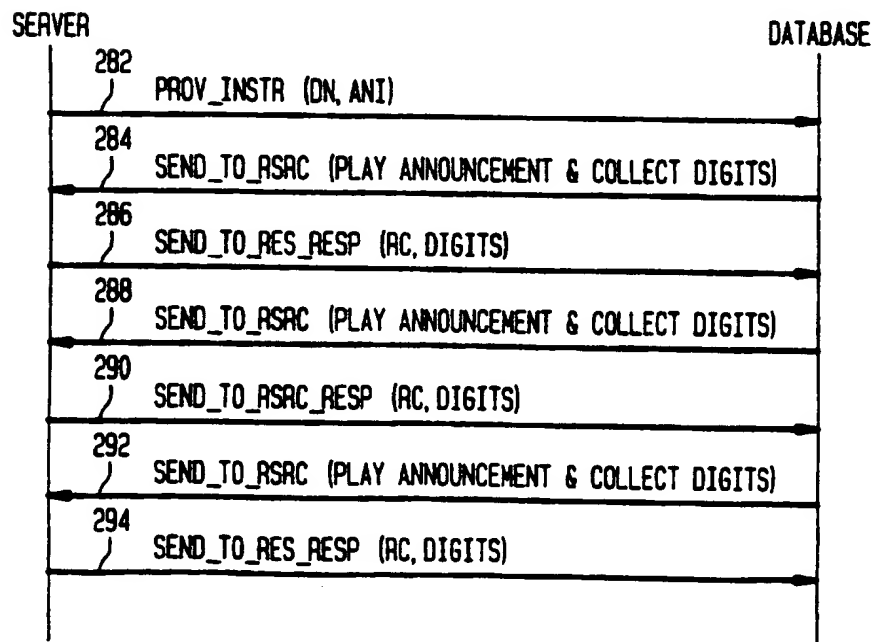 SERVER
DATABASE
282
PROV_INSTR (DN, ANI)
284
SEND_TO_RSRC (PLAY ANNOUNCEMENT & COLLECT DIGITS)
286
SEND_TO_RES_RESP (RC, DIGITS)
288
SEND_TO_RSRC (PLAY ANNOUNCEMENT & COLLECT DIGITS)
290
SEND_TO_RSRC_RESP (RC, DIGITS)
292
SEND_TO_RSRC (PLAY ANNOUNCEMENT & COLLECT DIGITS)
294
SEND_TO_RES_RESP (RC, DIGITS)